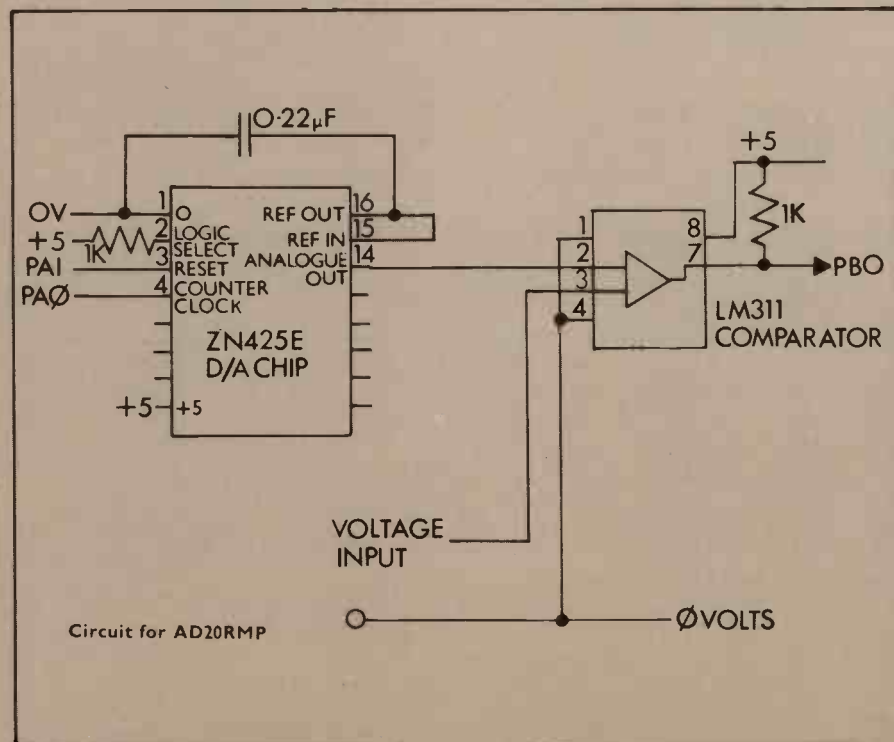 0·22µF
OV
1
O
+5
1K
2
LOGIC
SELECT
PA1
3
RESET
PAØ
4
COUNTER
CLOCK
REF OUT
16
REF IN
15
ANALOGUE
OUT
14
ZN425E
D/A CHIP
+5
+5
+5
1K
1
2
3
4
8
7
PBO
LM311
COMPARATOR
VOLTAGE
INPUT
ØVOLTS
Circuit for AD20RMP